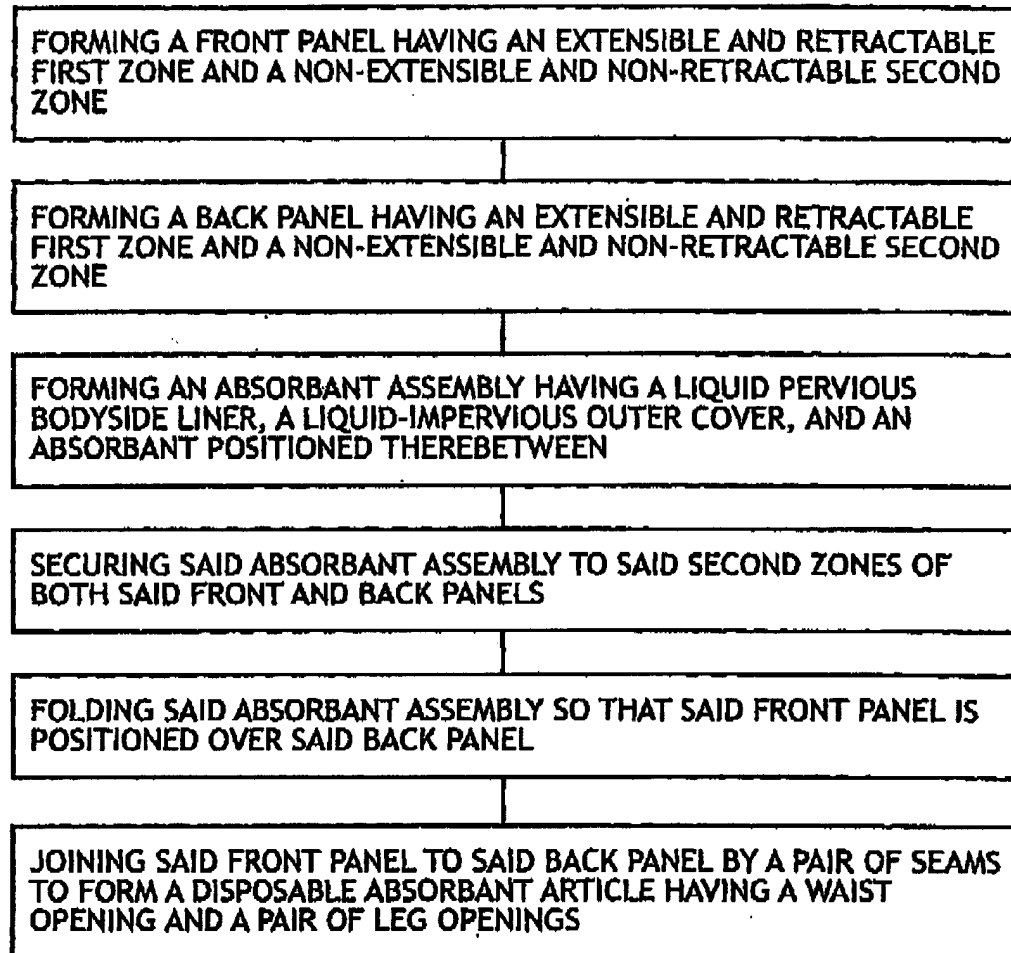 FORMING A FRONT PANEL HAVING AN EXTENSIBLE AND RETRACTABLE
FIRST ZONE AND A NON-EXTENSIBLE AND NON-RETRACTABLE SECOND
ZONE
FORMING A BACK PANEL HAVING AN EXTENSIBLE AND RETRACTABLE
FIRST ZONE AND A NON-EXTENSIBLE AND NON-RETRACTABLE SECOND
ZONE
FORMING AN ABSORBANT ASSEMBLY HAVING A LIQUID PERVIOUS
BODYSIDE LINER, A LIQUID-IMPERVIOUS OUTER COVER, AND AN
ABSORBANT POSITIONED THEREBETWEEN
SECURING SAID ABSORBANT ASSEMBLY TO SAID SECOND ZONES OF
BOTH SAID FRONT AND BACK PANELS
FOLDING SAID ABSORBANT ASSEMBLY SO THAT SAID FRONT PANEL IS
POSITIONED OVER SAID BACK PANEL
JOINING SAID FRONT PANEL TO SAID BACK PANEL BY A PAIR OF SEAMS
TO FORM A DISPOSABLE ABSORBANT ARTICLE HAVING A WAIST
OPENING AND A PAIR OF LEG OPENINGS